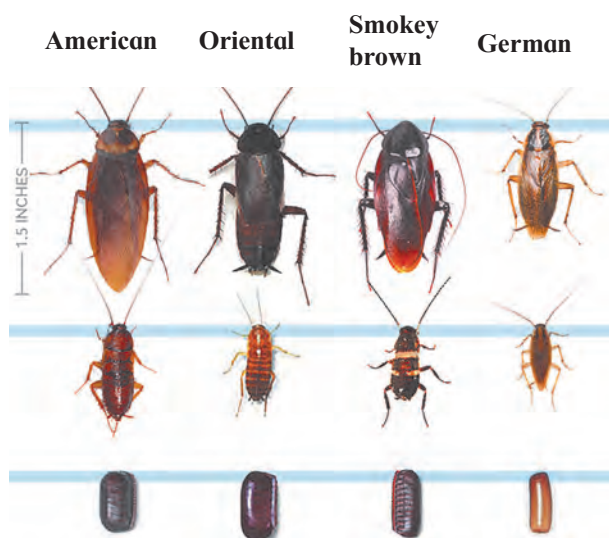 American
Oriental
Smokey
brown
German
1.5 INCHES